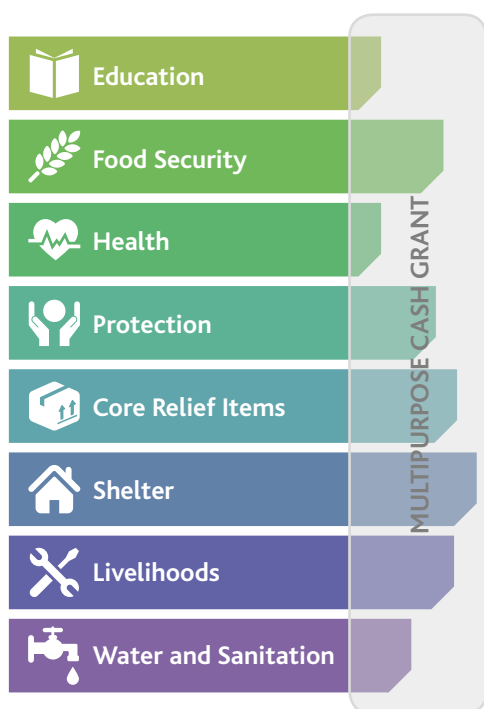 Education
Food Security
Health
Protection
Core Relief Items
Shelter
Livelihoods
Water and Sanitation
MULTIPURPOSE CASH GRANT